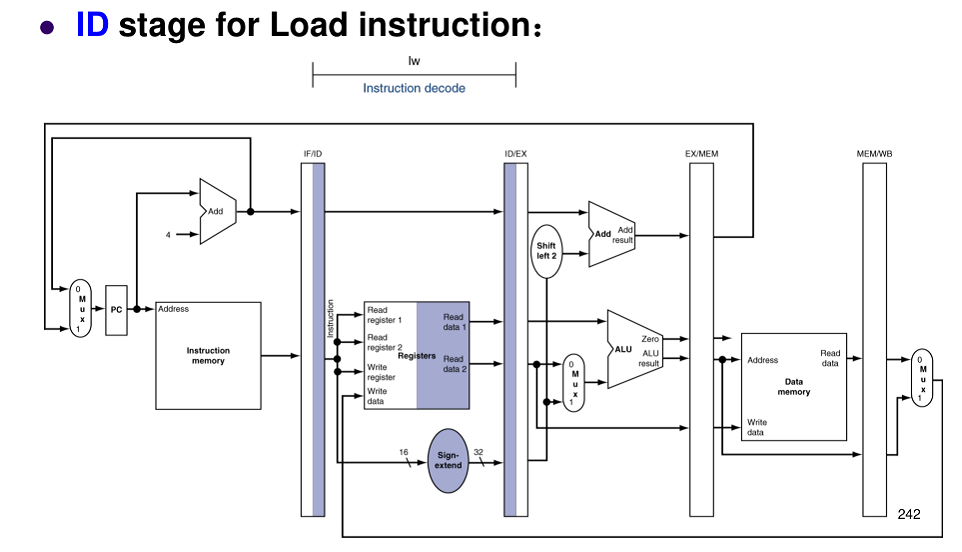 ● ID stage for Load instruction：
lw
Instruction decode
IF/ID
ID/EX
EX/MEM
MEM/WB
Add
4
Add
Add
result
Shift
left 2
0
M
u
x
1
PC
Address
Instruction
memory
Instruction
Read
register 1
Read
register 2
Registers
Write
register
Write
data
Read
data 1
Read
data 2
0
M
u
x
1
Zero
ALU
ALU
result
Address
Read
data
Data
memory
Write
data
0
M
u
x
1
16
Sign-
extend
32
242